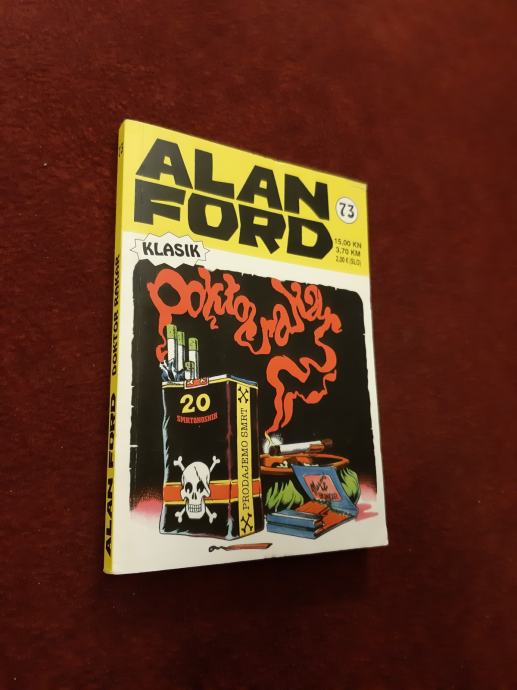 ALAN
FORD
73
15,00 KN
3,70 KM
2,00 € (SLO)
KLASIK
Doktor rakar
20
SMRTONOSNIH
PRODAJEMO SMRT
ALAN FORD DOKTOR RAKAR